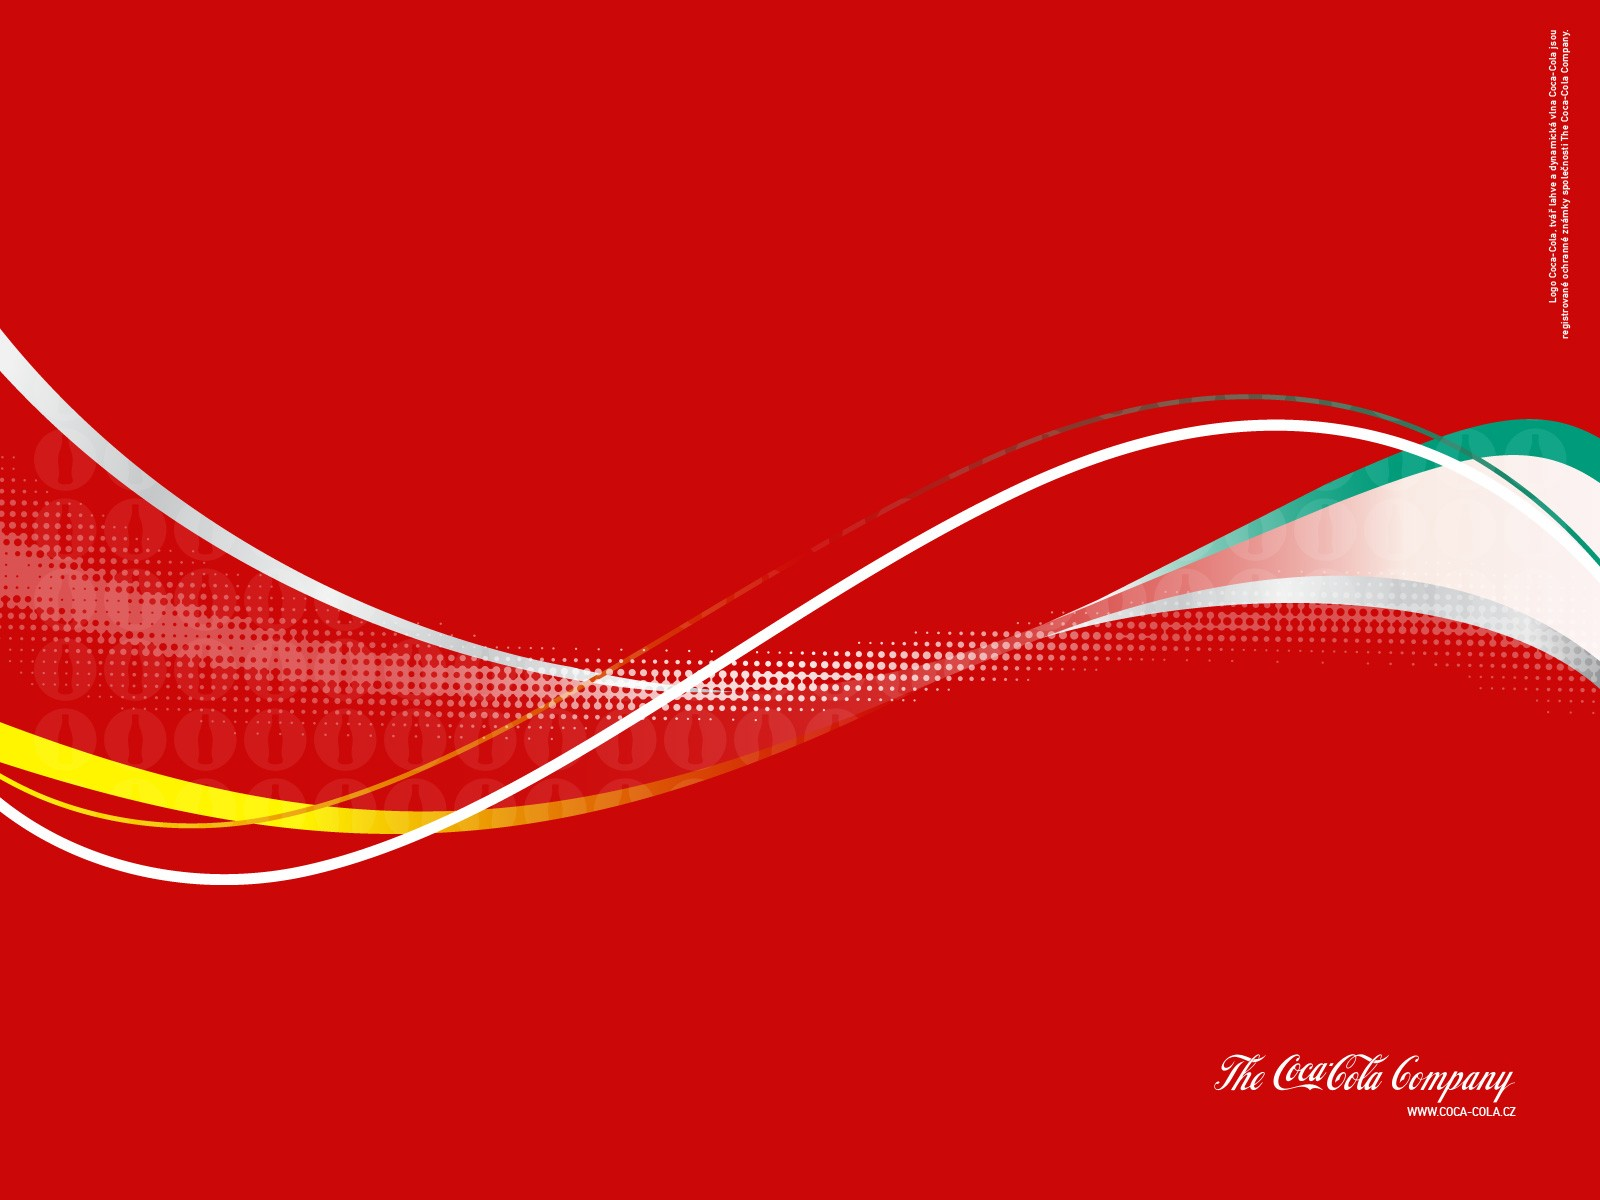 Logo Coca-Cola, tvář lahve a dynamická vlna Coca-Cola jsou
registrované ochranné známky společnosti The Coca-Cola Company.
The Coca-Cola Company
WWW.COCA-COLA.CZ